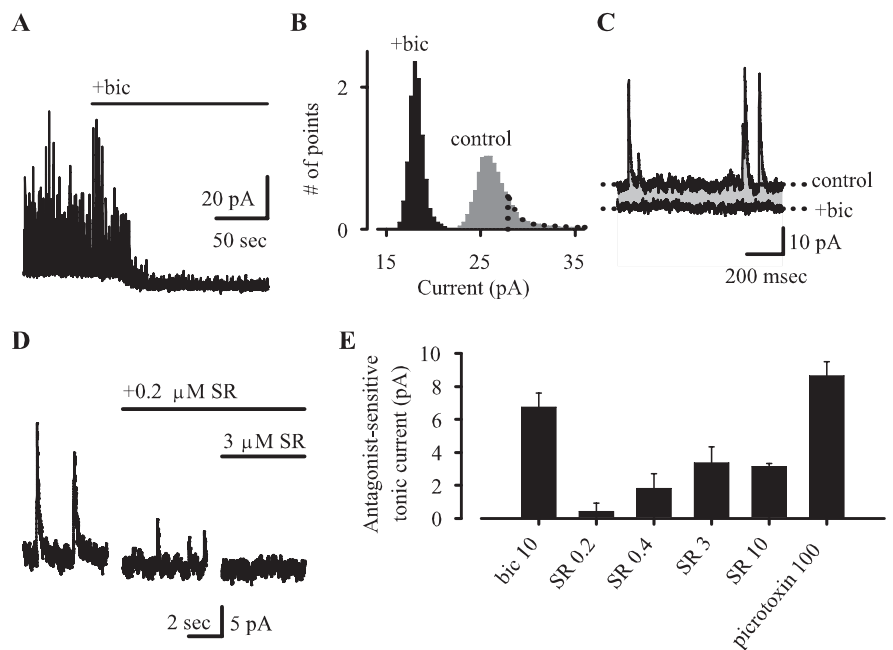 A
+bic
20 pA
50 sec
B
+bic
control
# of points
2
0
15 25 35
Current (pA)
C
control
+bic
10 pA
200 msec
D
+0.2 μM SR
3 μM SR
2 sec 5 pA
E
Antagonist-sensitive
tonic current (pA)
10
8
6
4
2
0
bic 10
SR 0.2
SR 0.4
SR 3
SR 10
picrotoxin 100